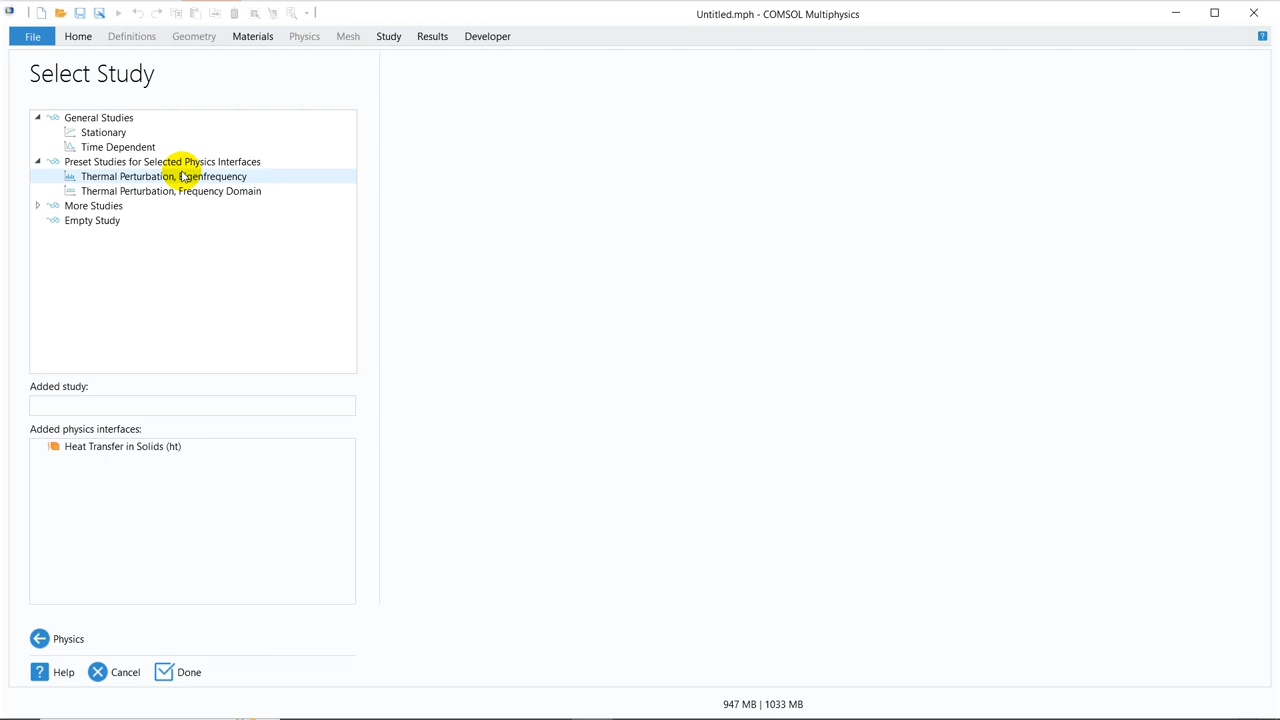 Untitled.mph - COMSOL Multiphysics
File Home Definitions Geometry Materials Physics Mesh Study Results Developer ?
Select Study
General Studies
Stationary
Time Dependent
Preset Studies for Selected Physics Interfaces
Thermal Perturbation, Eigenfrequency
Thermal Perturbation, Frequency Domain
More Studies
Empty Study
Added study:
Added physics interfaces:
Heat Transfer in Solids (ht)
Physics
? Help Cancel Done
947 MB | 1033 MB